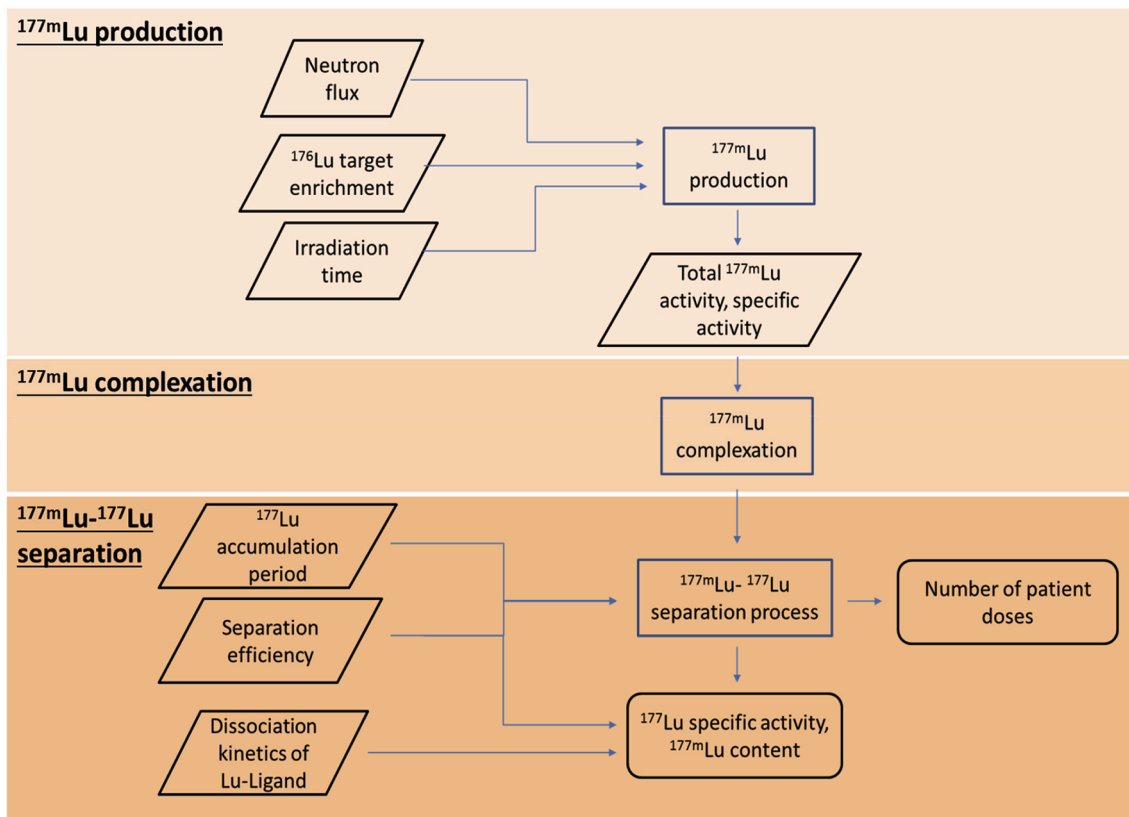 ¹⁷⁷ᵐLu production
Neutron
flux
¹⁷⁶Lu target
enrichment
Irradiation
time
¹⁷⁷ᵐLu
production
Total ¹⁷⁷ᵐLu
activity, specific
activity
¹⁷⁷ᵐLu complexation
¹⁷⁷ᵐLu
complexation
¹⁷⁷ᵐLu-¹⁷⁷Lu
separation
¹⁷⁷Lu
accumulation
period
Separation
efficiency
Dissociation
kinetics of
Lu-Ligand
¹⁷⁷ᵐLu- ¹⁷⁷Lu
separation process
Number of patient
doses
¹⁷⁷Lu specific activity,
¹⁷⁷ᵐLu content